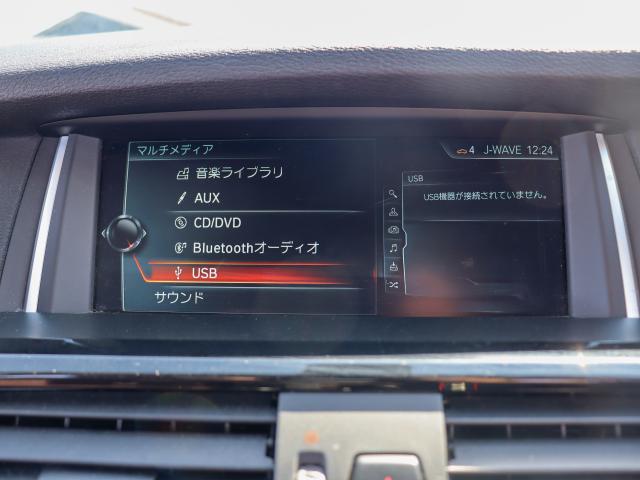 マルチメディア
4 J-WAVE 12:24
音楽ライブラリ
AUX
CD/DVD
Bluetoothオーディオ
USB
サウンド
USB
USB機器が接続されていません。